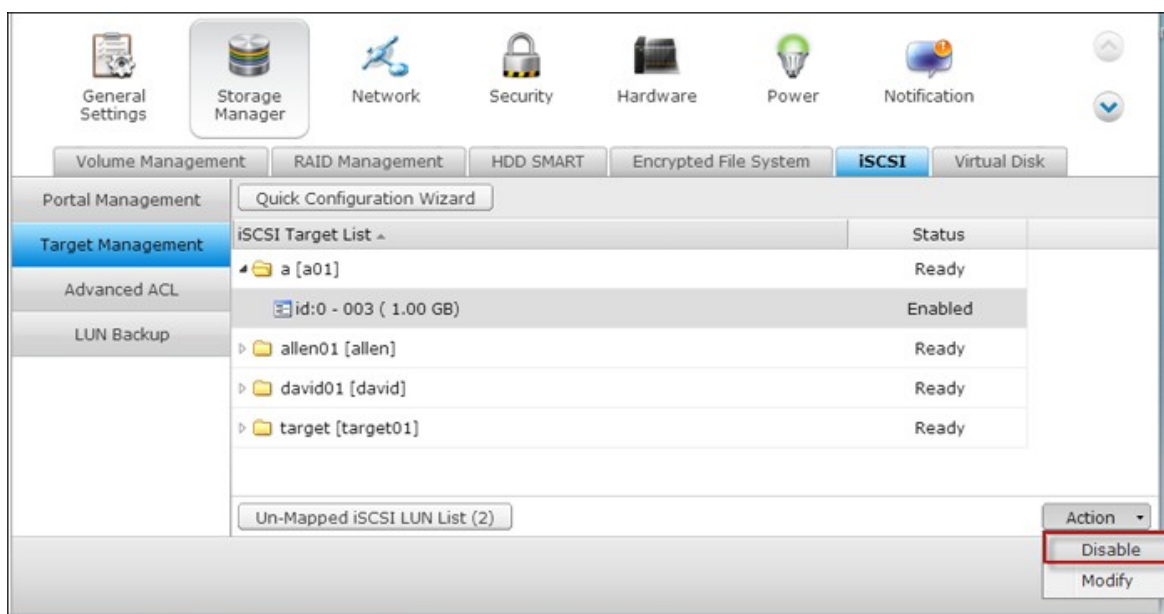 General Settings
Storage Manager
Network
Security
Hardware
Power
Notification
Volume Management
RAID Management
HDD SMART
Encrypted File System
iSCSI
Virtual Disk
Portal Management
Quick Configuration Wizard
Target Management
iSCSI Target List
Status
a [a01]
Ready
Advanced ACL
id:0 - 003 ( 1.00 GB)
Enabled
LUN Backup
allen01 [allen]
Ready
david01 [david]
Ready
target [target01]
Ready
Un-Mapped iSCSI LUN List (2)
Action
Disable
Modify